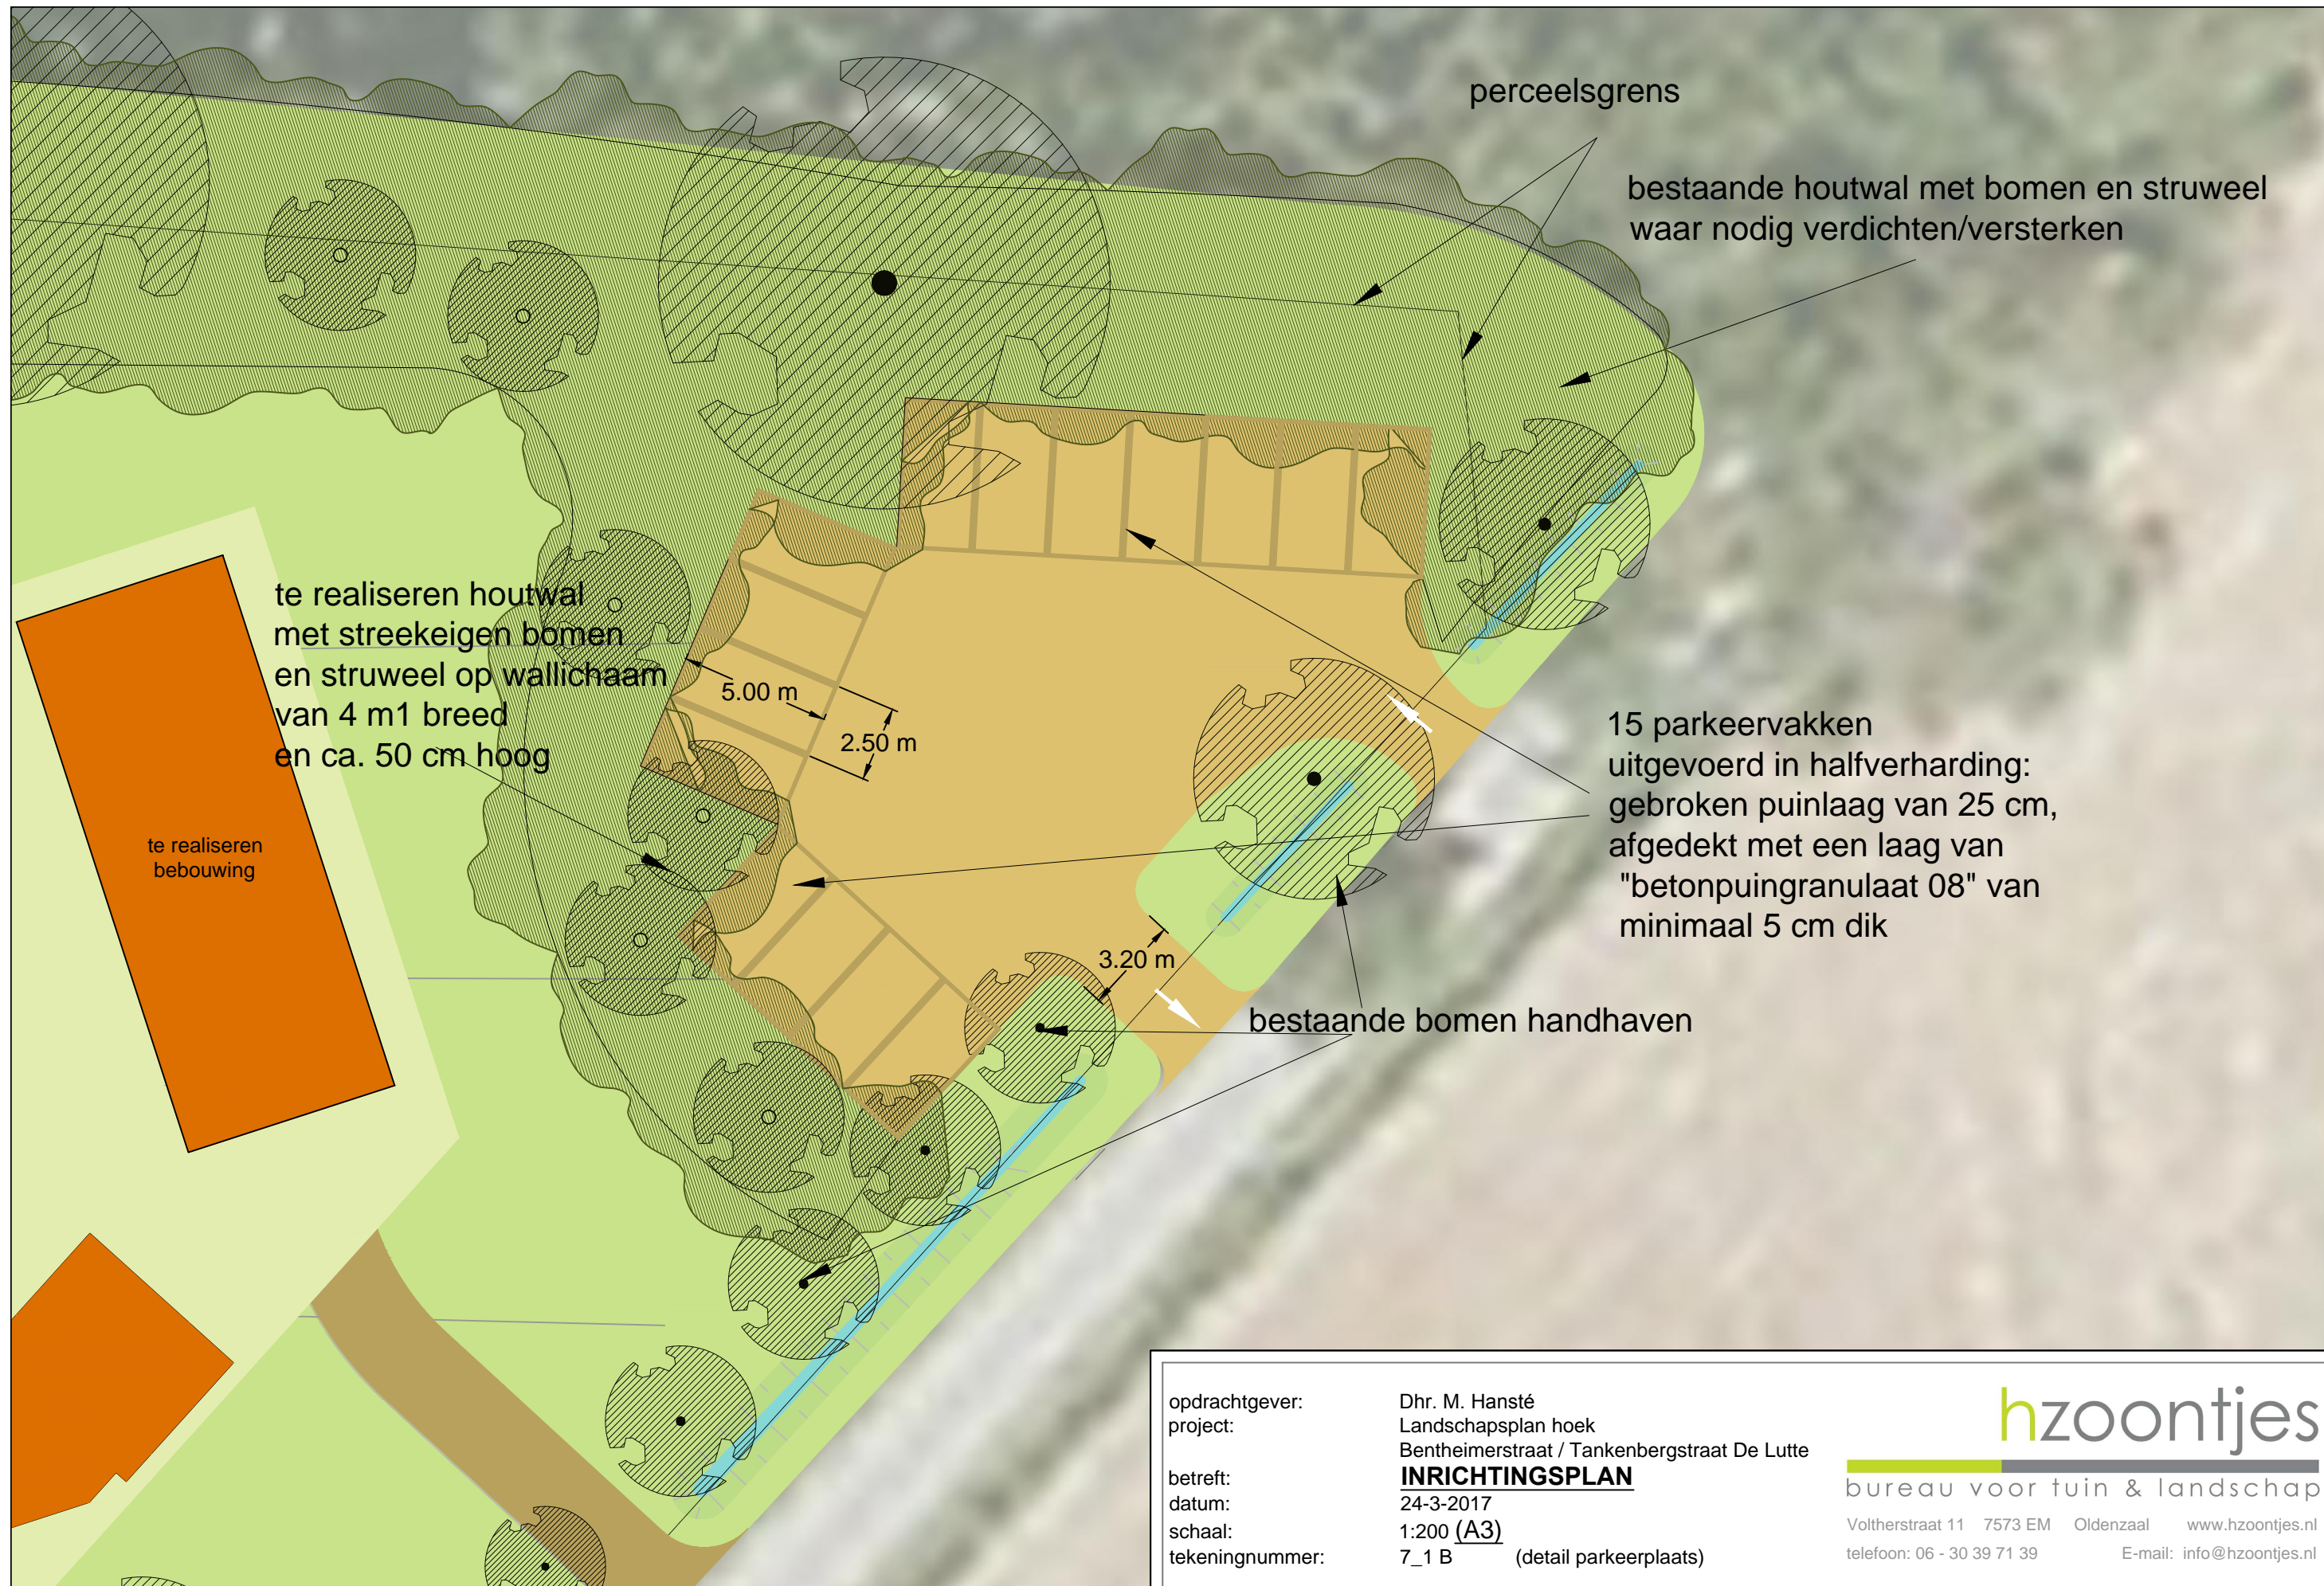 perceelsgrens
bestaande houtwal met bomen en struweel
waar nodig verdichten/versterken
te realiseren houtwal
met streekeigen bomen
en struweel op wallichaam
van 4 m1 breed
en ca. 50 cm hoog
5.00 m
2.50 m
15 parkeervakken
uitgevoerd in halfverharding:
gebroken puinlaag van 25 cm,
afgedekt met een laag van
"betonpuingranulaat 08" van
minimaal 5 cm dik
te realiseren
bebouwing
3.20 m
bestaande bomen handhaven
opdrachtgever: Dhr. M. Hansté
project: Landschapsplan hoek
Bentheimerstraat / Tankenbergstraat De Lutte
betreft: INRICHTINGSPLAN
datum: 24-3-2017
schaal: 1:200 (A3)
tekeningnummer: 7_1 B (detail parkeerplaats)
hzoontjes
bureau voor tuin & landschap
Voltherstraat 11 7573 EM Oldenzaal www.hzoontjes.nl
telefoon: 06 - 30 39 71 39 E-mail: info@hzoontjes.nl